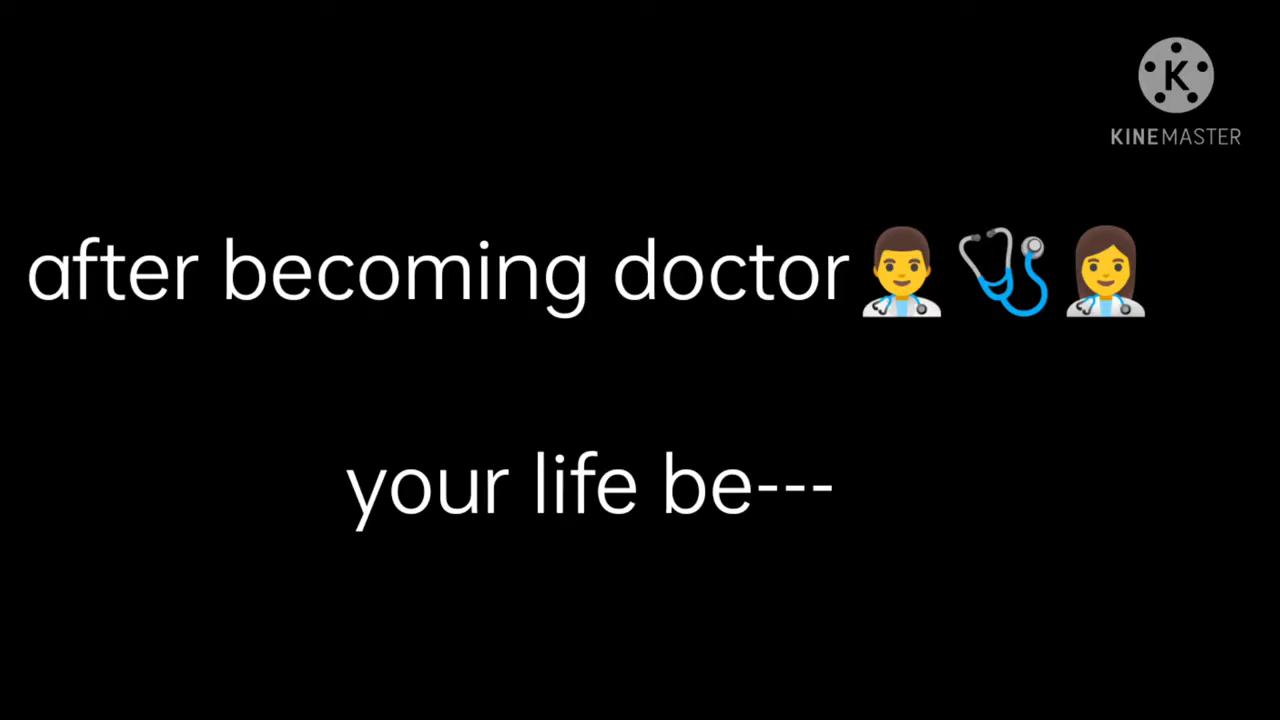 K
KINEMASTER
after becoming doctor👨‍⚕️🩺👩‍⚕️
your life be---